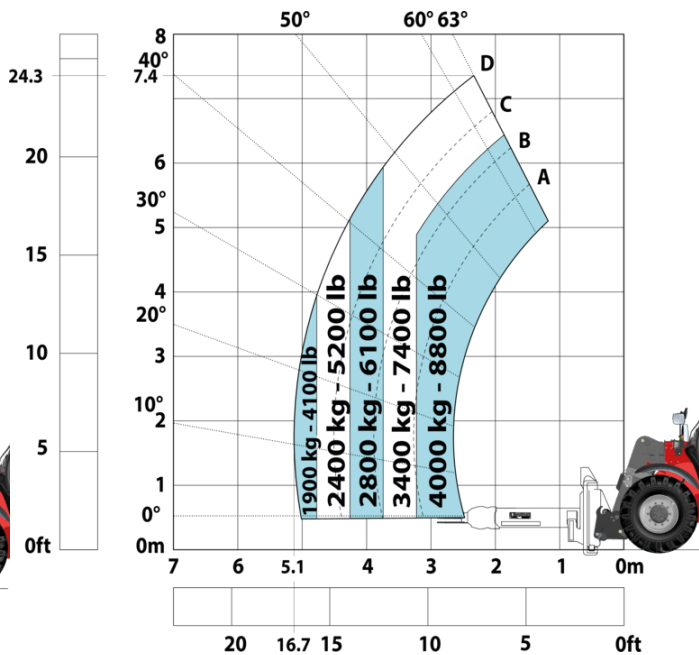 50°
60° 63°
8
40°
D
24.3
7.4
C
B
20
6
A
30°
5
15
4
20°
3
10
10°
2
5
1
0°
0ft
0m
1900 kg - 4100 lb
2400 kg - 5200 lb
2800 kg - 6100 lb
3400 kg - 7400 lb
4000 kg - 8800 lb
7 6 5.1 4 3 2 1 0m
20 16.7 15 10 5 0ft